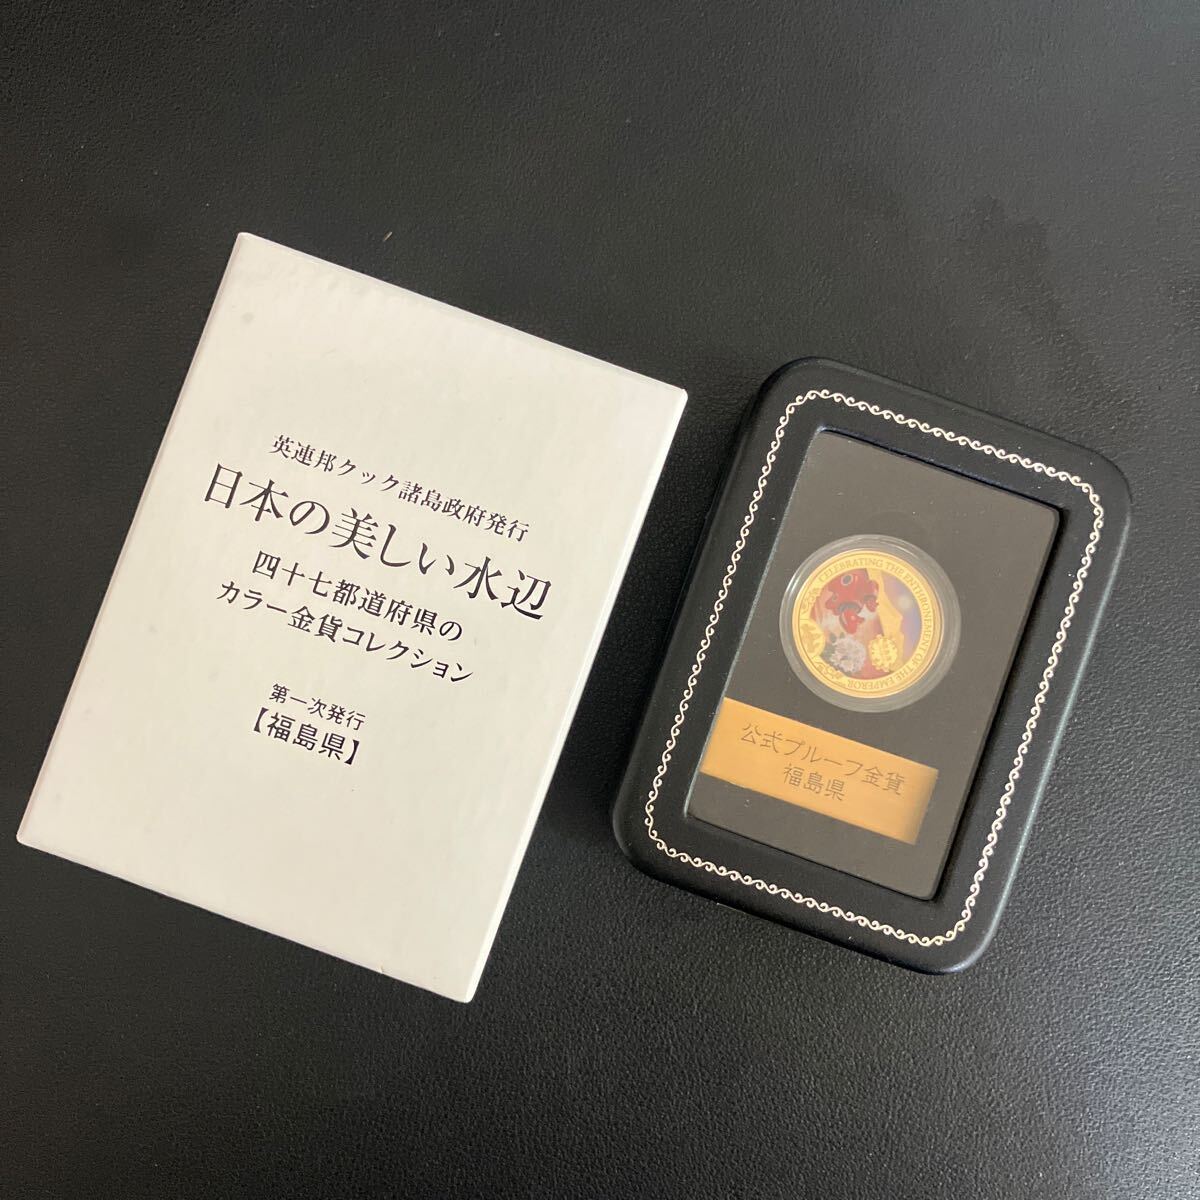 英連邦クック諸島政府発行
日本の美しい水辺
四十七都道府県の
カラー金貨コレクション
第一次発行
【福島県】
CELEBRATING THE ENTHRONEMENT OF THE EMPEROR
公式プルーフ金貨
福島県